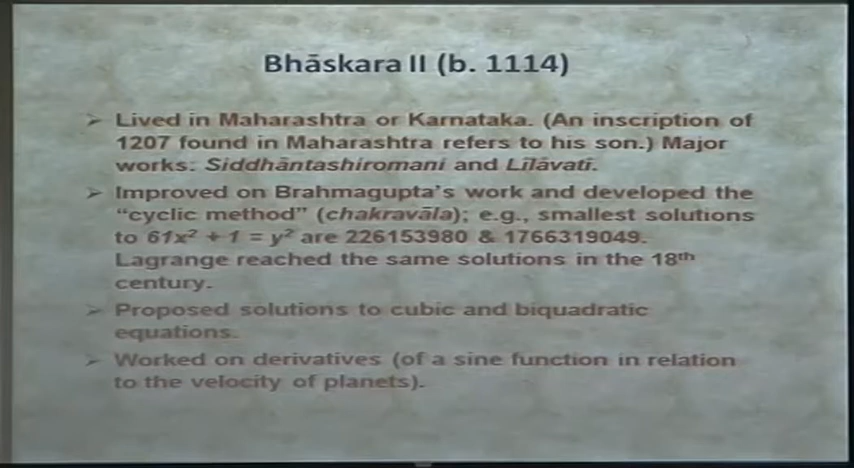 Bhāskara II (b. 1114)
➢ Lived in Maharashtra or Karnataka. (An inscription of
1207 found in Maharashtra refers to his son.) Major
works: Siddhāntashiromani and Līlāvatī.
➢ Improved on Brahmagupta's work and developed the
"cyclic method" (chakravāla); e.g., smallest solutions
to 61x² + 1 = y² are 226153980 & 1766319049.
Lagrange reached the same solutions in the 18th
century.
➢ Proposed solutions to cubic and biquadratic
equations.
➢ Worked on derivatives (of a sine function in relation
to the velocity of planets).